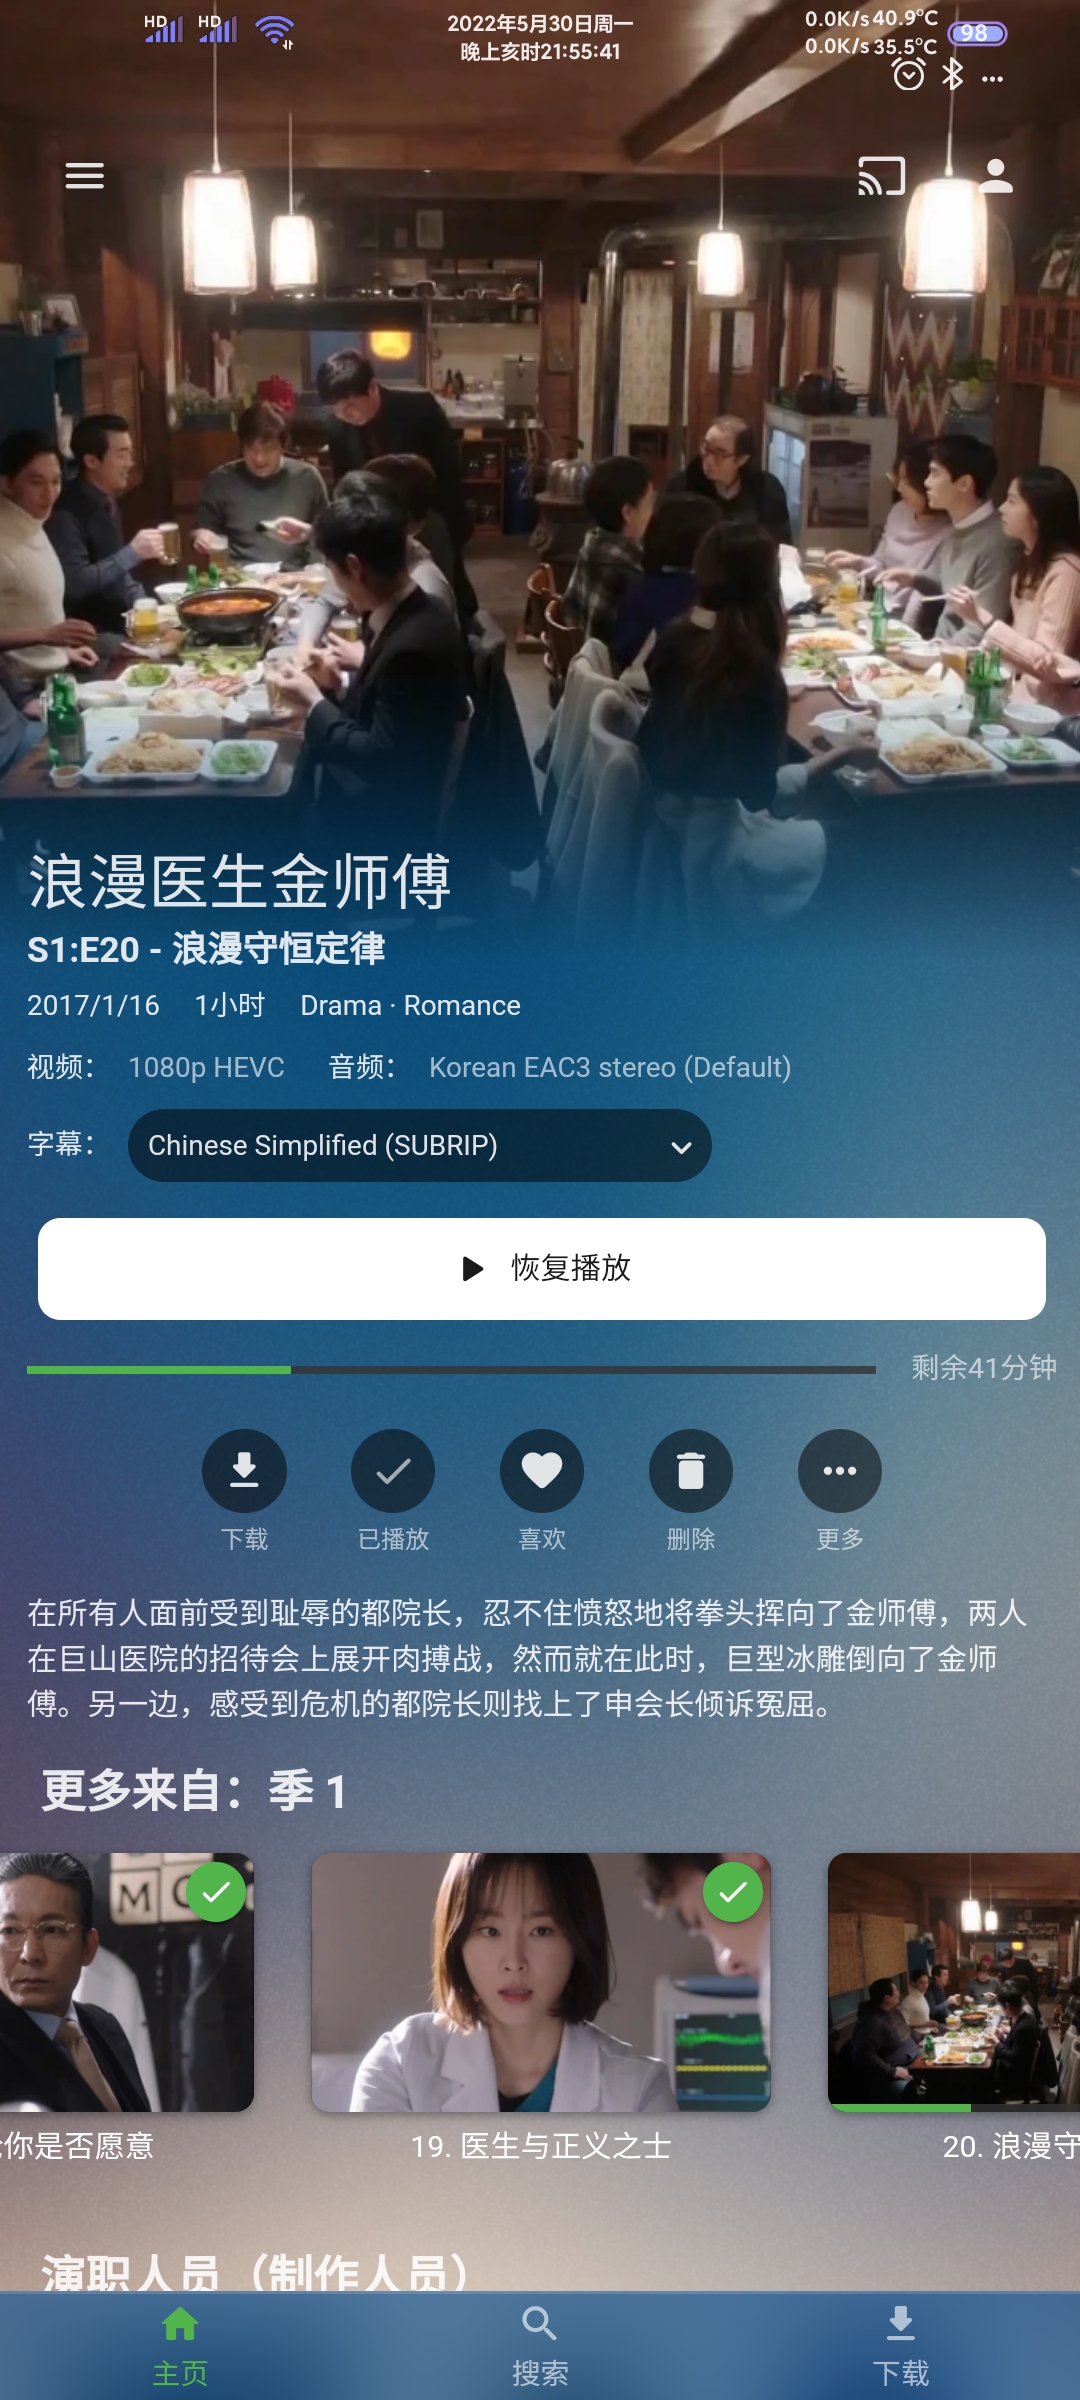 HD HD 2022年5月30日周一 0.0K/s 40.9°C 98
晚上亥时21:55:41 0.0K/s 35.5°C
浪漫医生金师傅
S1:E20 - 浪漫守恒定律
2017/1/16 1小时 Drama · Romance
视频： 1080p HEVC 音频： Korean EAC3 stereo (Default)
字幕： Chinese Simplified (SUBRIP)
恢复播放
剩余41分钟
下载 已播放 喜欢 删除 更多
在所有人面前受到耻辱的都院长，忍不住愤怒地将拳头挥向了金师傅，两人
在巨山医院的招待会上展开肉搏战，然而就在此时，巨型冰雕倒向了金师
傅。另一边，感受到危机的都院长则找上了申会长倾诉冤屈。
更多来自：季 1
你是否愿意 19. 医生与正义之士 20. 浪漫守
演职人员（制作人员）
主页 搜索 下载